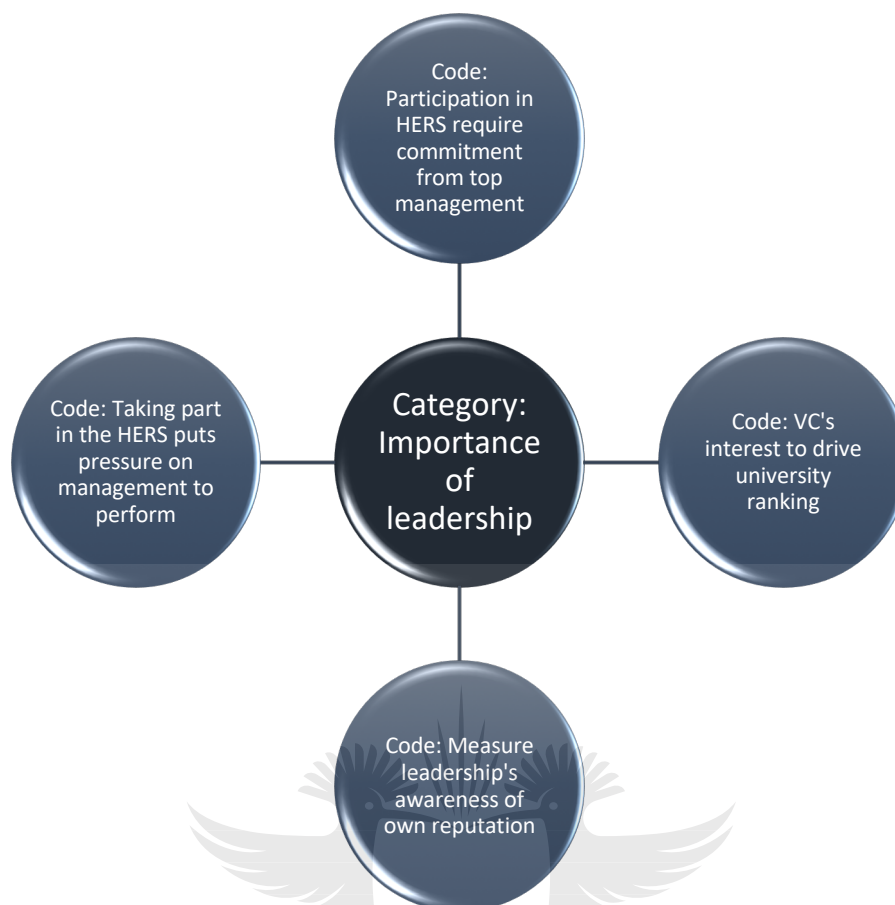 Code:
Participation in
HERS require
commitment
from top
management
Code: Taking part
in the HERS puts
pressure on
management to
perform
Category:
Importance
of
leadership
Code: VC's
interest to drive
university
ranking
Code: Measure
leadership's
awareness of
own reputation